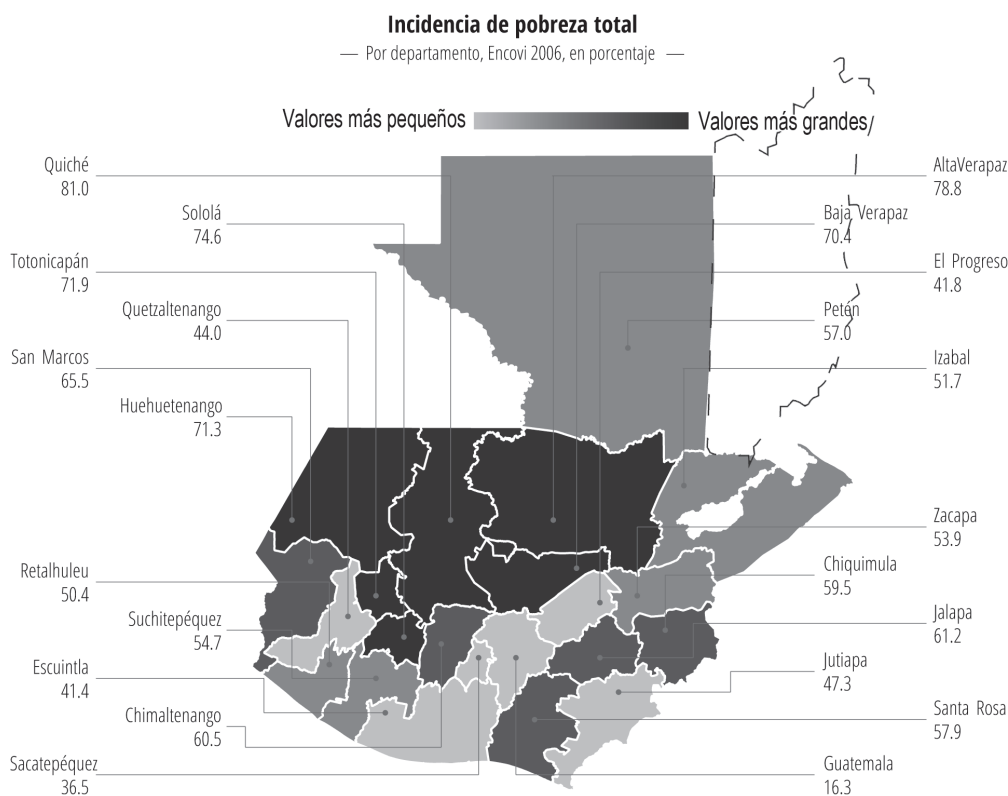 Incidencia de pobreza total
Por departamento, Encovi 2006, en porcentaje
Valores más pequeños
Valores más grandes
Quiché
81.0
Sololá
74.6
Totonicapán
71.9
Quetzaltenango
44.0
San Marcos
65.5
Huehuetenango
71.3
Retalhuleu
50.4
Suchitepéquez
54.7
Escuintla
41.4
Chimaltenango
60.5
Sacatepéquez
36.5
AltaVerapaz
78.8
Baja Verapaz
70.4
El Progreso
41.8
Petén
57.0
Izabal
51.7
Zacapa
53.9
Chiquimula
59.5
Jalapa
61.2
Jutiapa
47.3
Santa Rosa
57.9
Guatemala
16.3